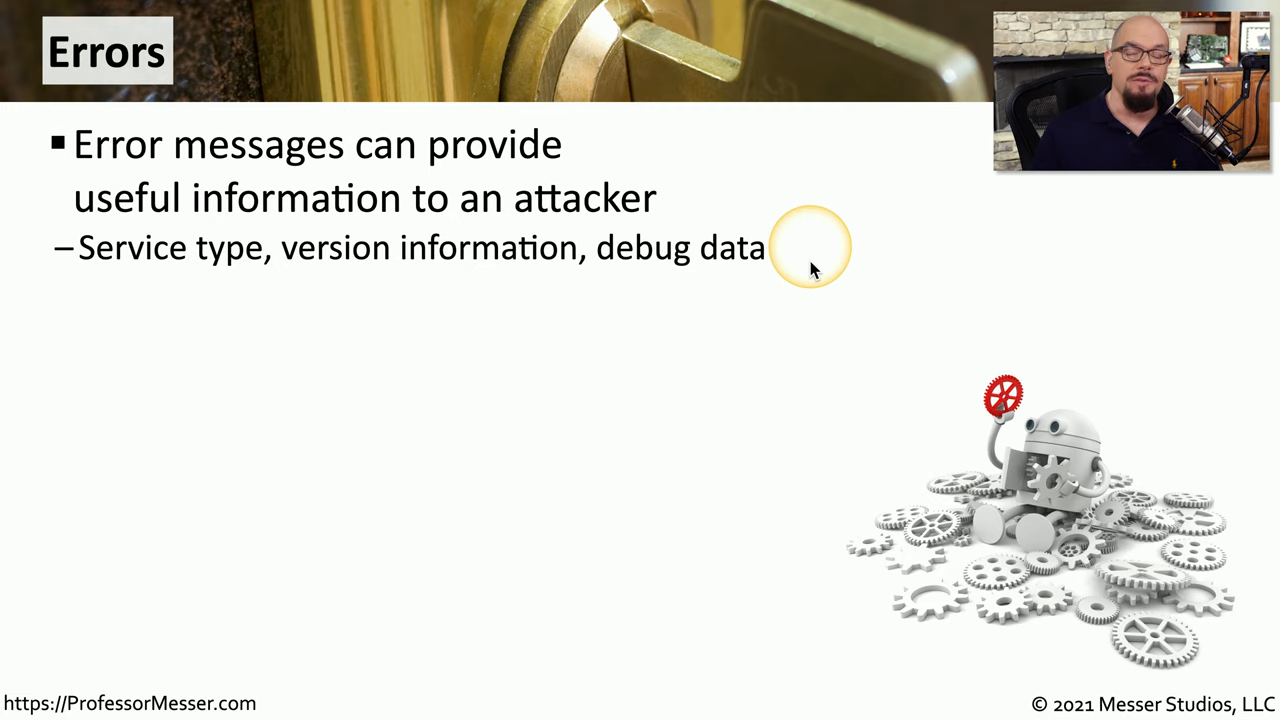 Errors
▪ Error messages can provide
useful information to an attacker
– Service type, version information, debug data
https://ProfessorMesser.com
© 2021 Messer Studios, LLC